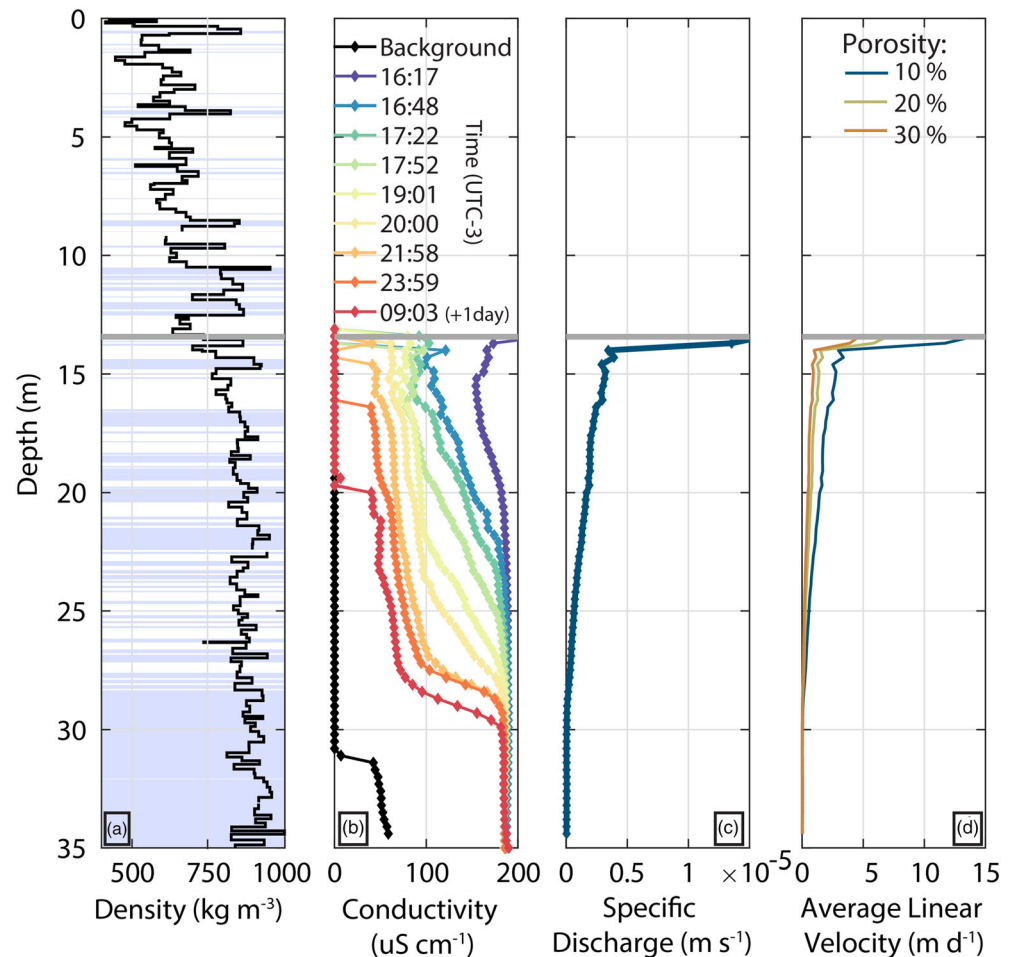 0
5
10
15
20
25
30
35
Depth (m)
(a)
500 750 1000
Density (kg m-3)
Background
16:17
16:48
17:22
17:52
19:01
20:00
21:58
23:59
09:03 (+1day)
Time (UTC-3)
(b)
0 100 200
Conductivity
(uS cm-1)
(c)
0 0.5 1 ×10-5
Specific
Discharge (m s-1)
Porosity:
10 %
20 %
30 %
(d)
0 5 10 15
Average Linear
Velocity (m d-1)